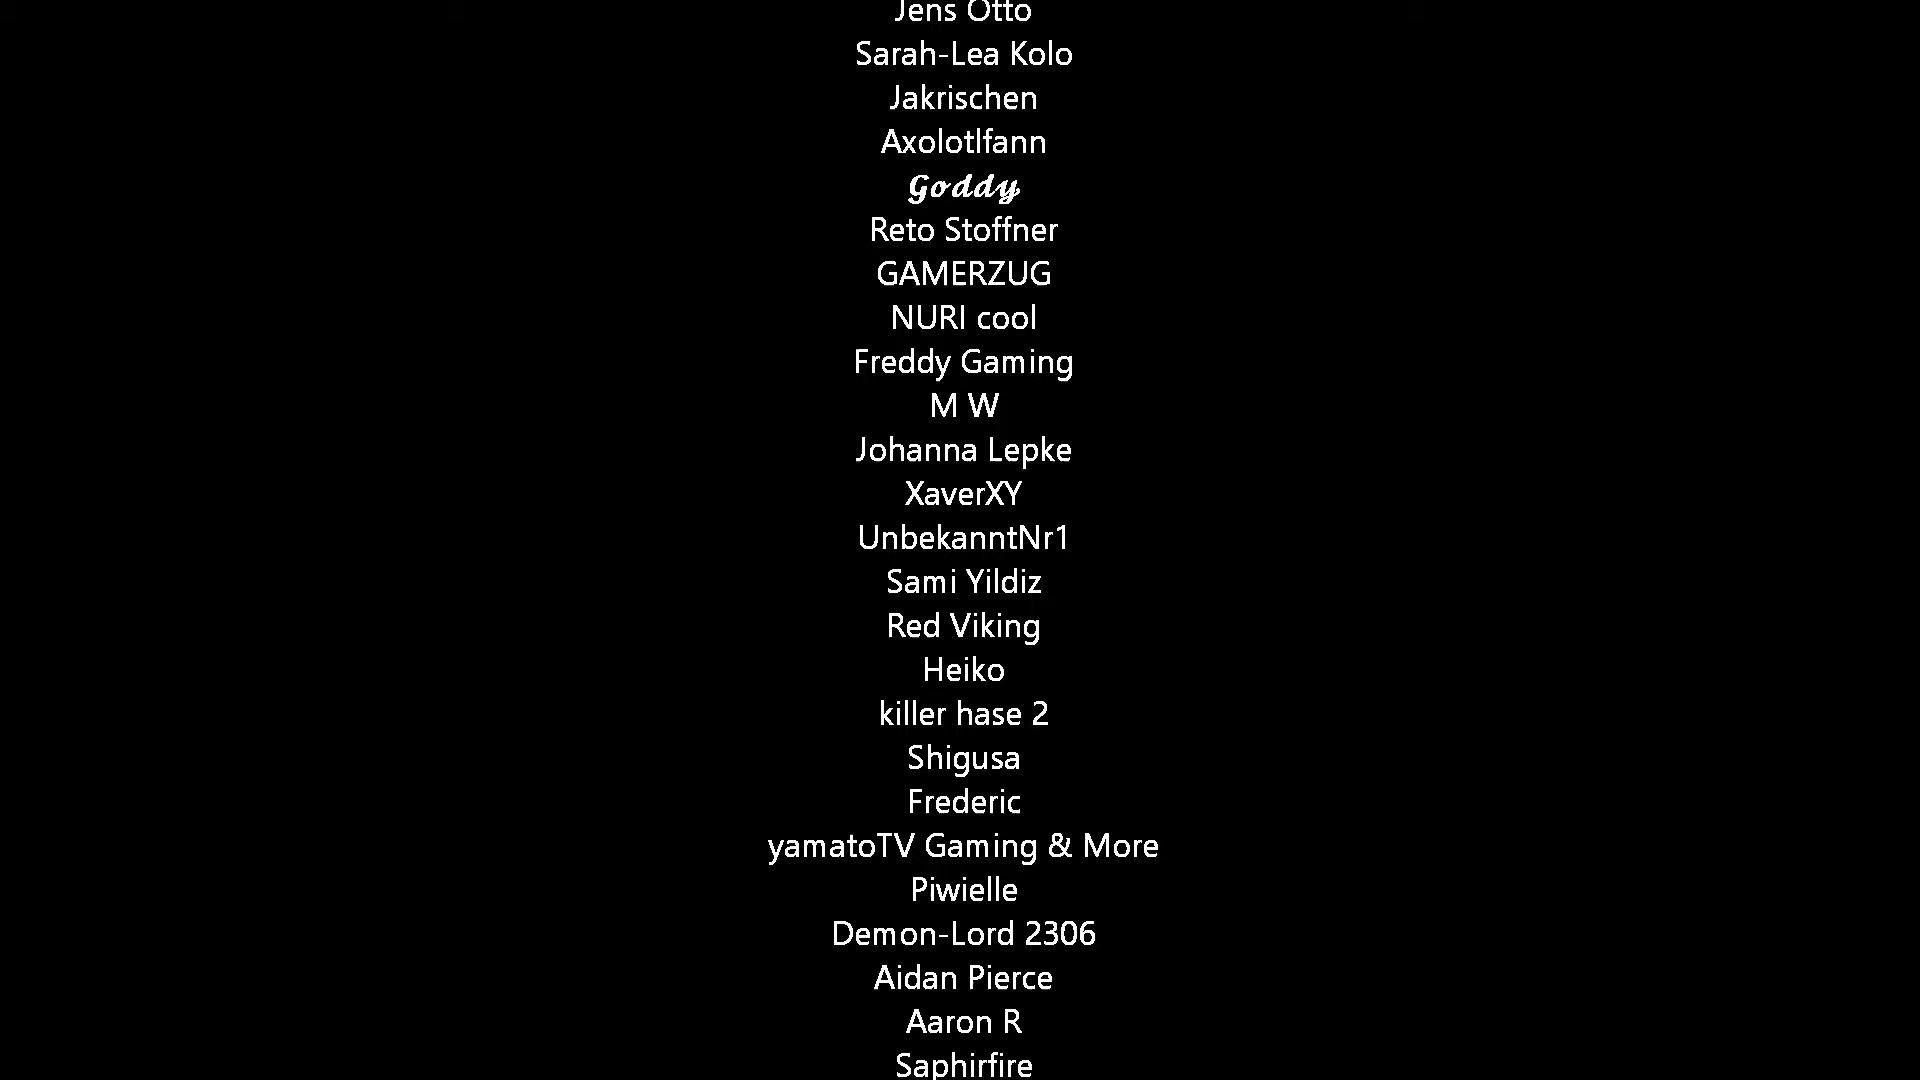 Jens Otto
Sarah-Lea Kolo
Jakrischen
Axolotlfann
𝓖𝓸𝓭𝓭𝔂
Reto Stoffner
GAMERZUG
NURI cool
Freddy Gaming
M W
Johanna Lepke
XaverXY
UnbekanntNr1
Sami Yildiz
Red Viking
Heiko
killer hase 2
Shigusa
Frederic
yamatoTV Gaming & More
Piwielle
Demon-Lord 2306
Aidan Pierce
Aaron R
Saphirfire